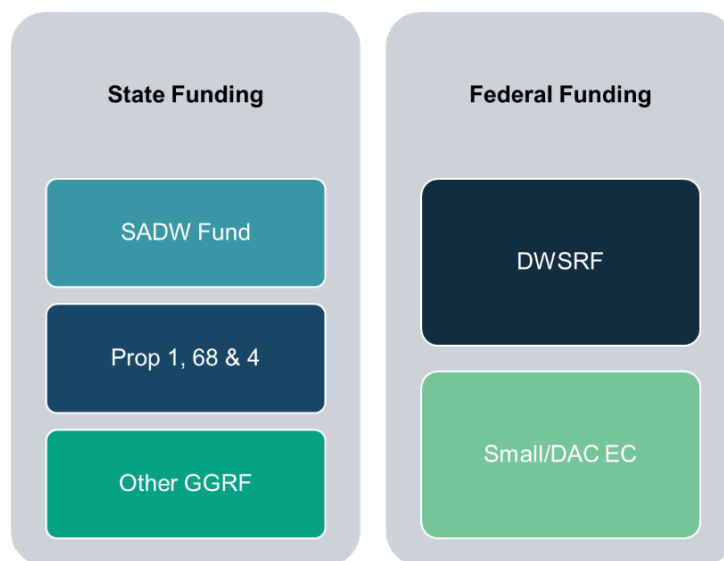 State Funding
SADW Fund
Prop 1, 68 & 4
Other GGRF
Federal Funding
DWSRF
Small/DAC EC